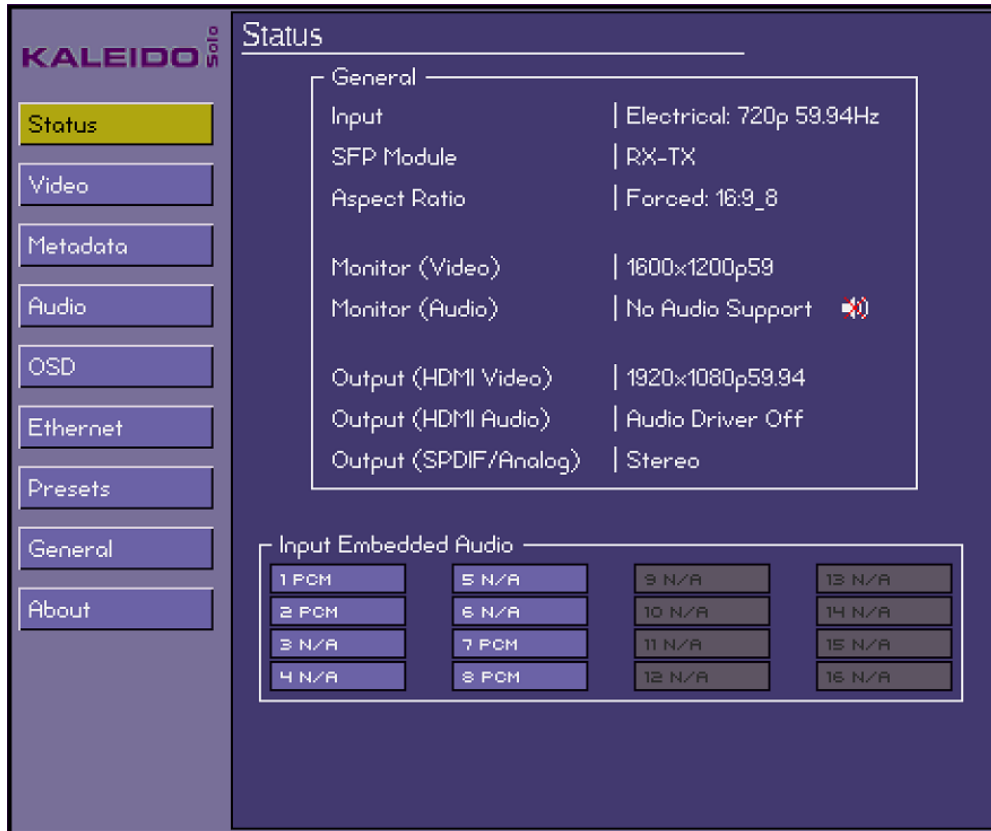 KALEIDO Solo
Status
Video
Metadata
Audio
OSD
Ethernet
Presets
General
About
Status
General
Input | Electrical: 720p 59.94Hz
SFP Module | RX-TX
Aspect Ratio | Forced: 16:9_8
Monitor (Video) | 1600x1200p59
Monitor (Audio) | No Audio Support
Output (HDMI Video) | 1920x1080p59.94
Output (HDMI Audio) | Audio Driver Off
Output (SPDIF/Analog) | Stereo
Input Embedded Audio
1 PCM 5 N/A 9 N/A 13 N/A
2 PCM 6 N/A 10 N/A 14 N/A
3 N/A 7 PCM 11 N/A 15 N/A
4 N/A 8 PCM 12 N/A 16 N/A